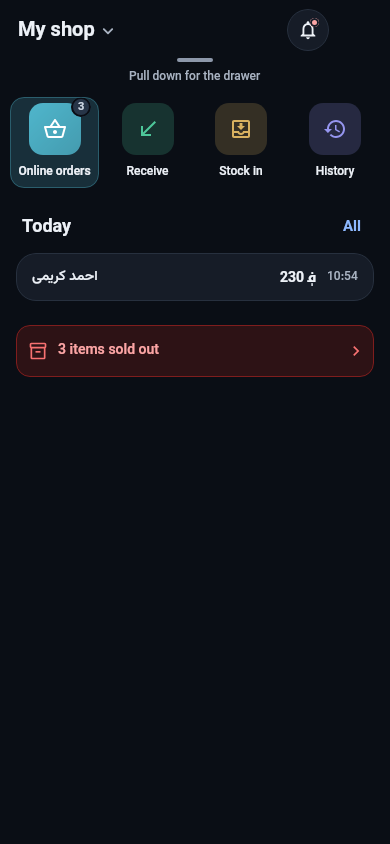 My shop
Pull down for the drawer
3
Online orders
Receive
Stock in
History
Today
All
احمد کریمی
230 ؋
10:54
3 items sold out